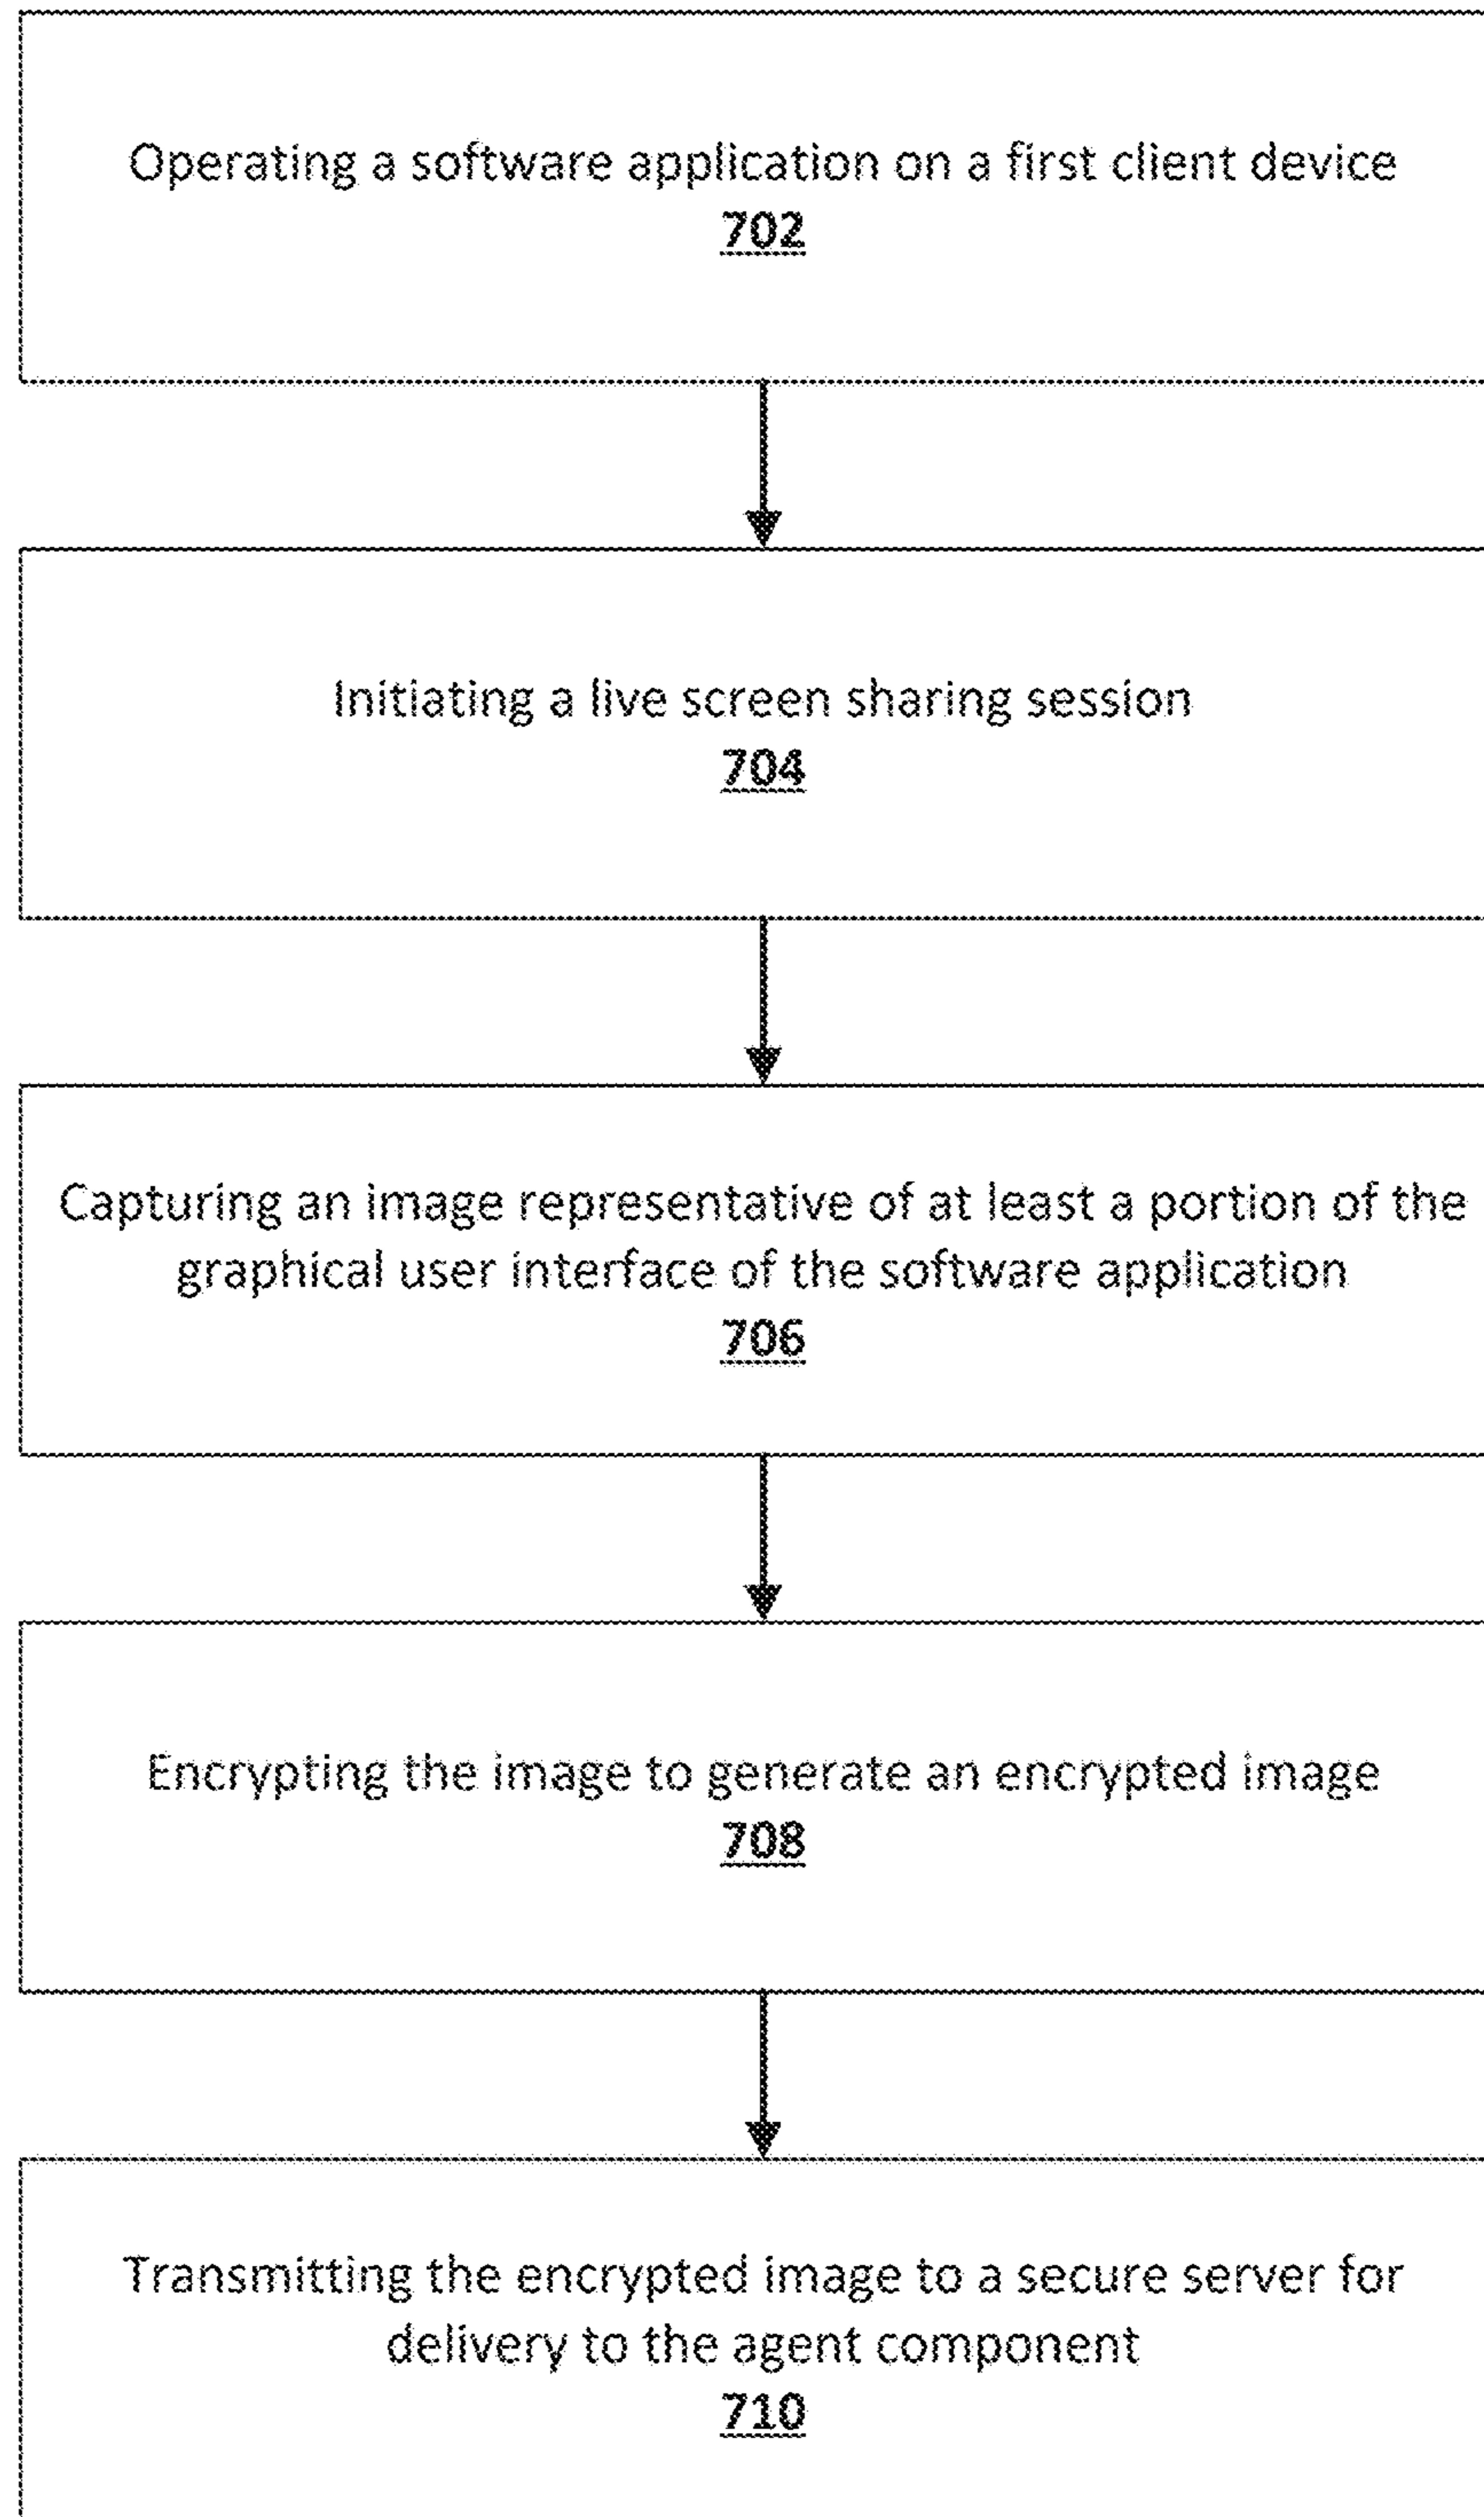 Operating a software application on a first client device
702
Initiating a live screen sharing session
704
Capturing an image representative of at least a portion of the
graphical user interface of the software application
706
Encrypting the image to generate an encrypted image
708
Transmitting the encrypted image to a secure server for
delivery to the agent component
710